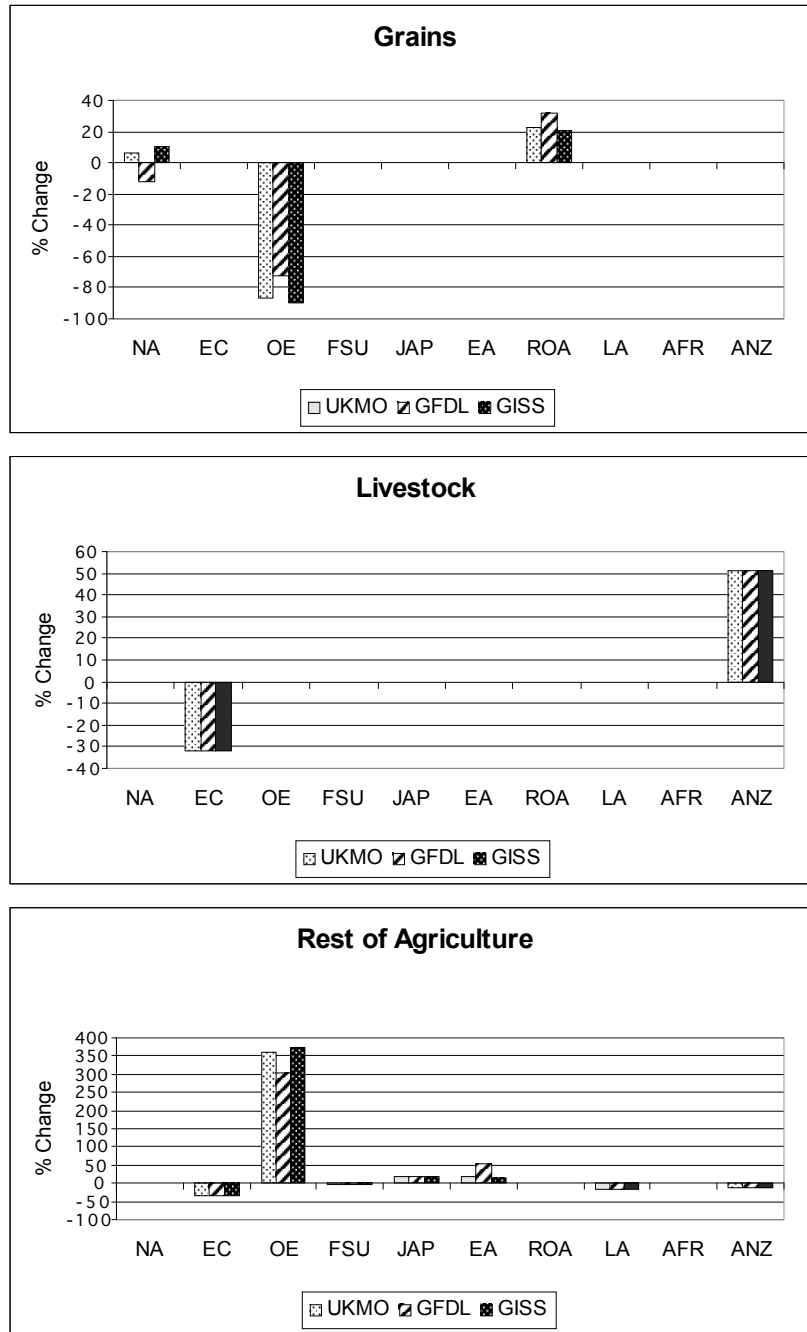 Grains
% Change
40
20
0
-20
-40
-60
-80
-100
NA EC OE FSU JAP EA ROA LA AFR ANZ
UKMO GFDL GISS
Livestock
% Change
60
50
40
30
20
10
0
-10
-20
-30
-40
NA EC OE FSU JAP EA ROA LA AFR ANZ
UKMO GFDL GISS
Rest of Agriculture
% Change
400
350
300
250
200
150
100
50
0
-50
-100
NA EC OE FSU JAP EA ROA LA AFR ANZ
UKMO GFDL GISS